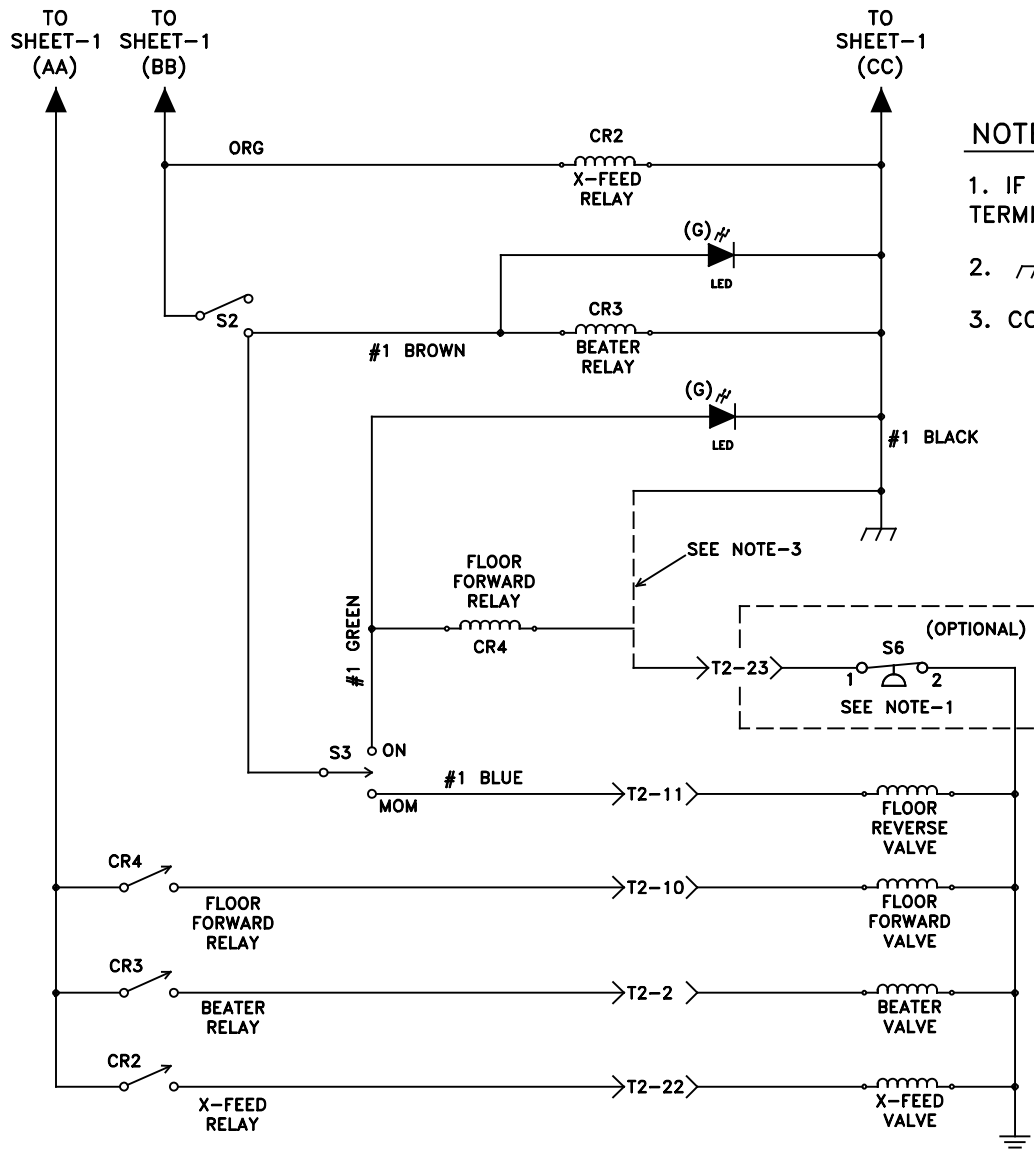 TO
SHEET-1
(AA)
TO
SHEET-1
(BB)
TO
SHEET-1
(CC)
ORG
CR2
X-FEED
RELAY
(G)
LED
S2
#1 BROWN
CR3
BEATER
RELAY
(G)
LED
#1 BLACK
SEE NOTE-3
FLOOR
FORWARD
RELAY
CR4
#1 GREEN
(OPTIONAL)
T2-23
S6
1
2
SEE NOTE-1
S3
ON
MOM
#1 BLUE
T2-11
FLOOR
REVERSE
VALVE
CR4
FLOOR
FORWARD
RELAY
T2-10
FLOOR
FORWARD
VALVE
CR3
BEATER
RELAY
T2-2
BEATER
VALVE
CR2
X-FEED
RELAY
T2-22
X-FEED
VALVE
1. IF
2.
3.